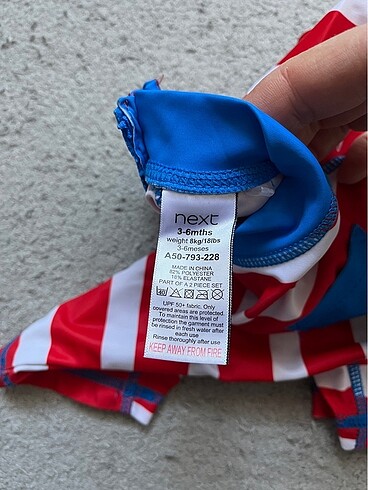 next
3-6mths
weight 8kg/18lbs
3-6meses
A50-793-228
MADE IN CHINA
82% POLYESTER
18% ELASTANE
PART OF A 2 PIECE SET
40
UPF 50+ fabric. Only
covered areas are protected.
To maintain this level of
protection the garment must
be rinsed in fresh water after
each use
Rinse thoroughly after use
KEEP AWAY FROM FIRE